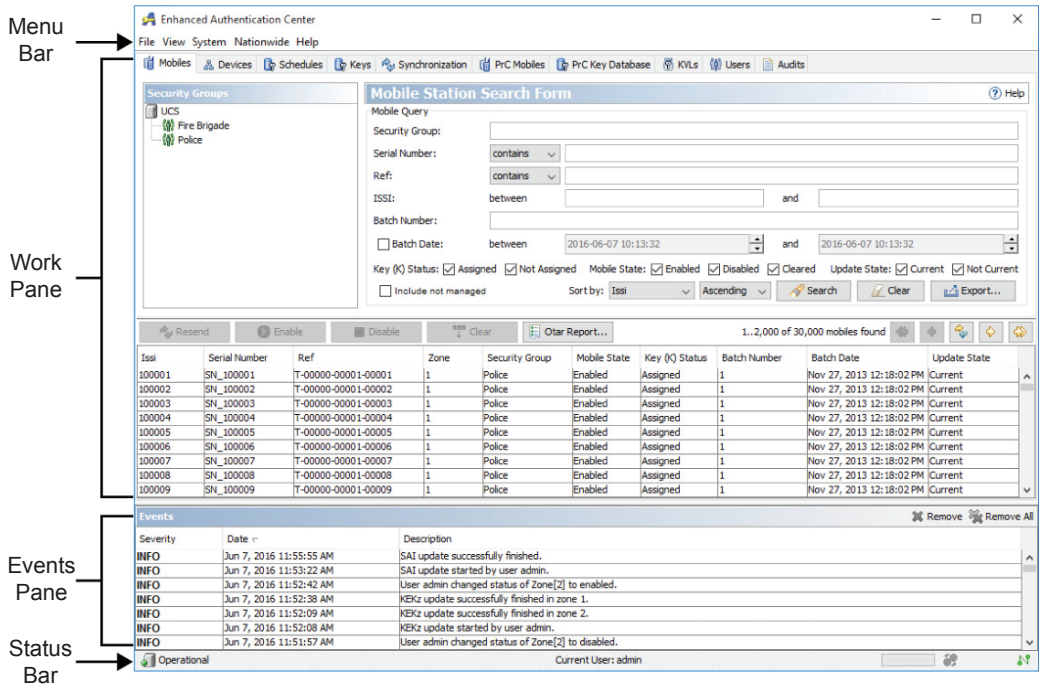 Menu Bar
Enhanced Authentication Center
File View System Nationwide Help
Mobiles Devices Schedules Keys Synchronization PrC Mobiles PrC Key Database KVLs Users Audits
Work Pane
Security Groups
UCS
Fire Brigade
Police
Mobile Station Search Form Help
Mobile Query
Security Group:
Serial Number: contains
Ref: contains
ISSI: between and
Batch Number:
Batch Date: between 2016-06-07 10:13:32 and 2016-06-07 10:13:32
Key (K) Status: Assigned Not Assigned Mobile State: Enabled Disabled Cleared Update State: Current Not Current
Include not managed Sort by: Issi Ascending Search Clear Export...
Resend Enable Disable Clear Otar Report... 1..2,000 of 30,000 mobiles found
Issi Serial Number Ref Zone Security Group Mobile State Key (K) Status Batch Number Batch Date Update State
100001 SN_100001 T-00000-00001-00001 1 Police Enabled Assigned 1 Nov 27, 2013 12:18:02 PM Current
100002 SN_100002 T-00000-00001-00002 1 Police Enabled Assigned 1 Nov 27, 2013 12:18:02 PM Current
100003 SN_100003 T-00000-00001-00003 1 Police Enabled Assigned 1 Nov 27, 2013 12:18:02 PM Current
100004 SN_100004 T-00000-00001-00004 1 Police Enabled Assigned 1 Nov 27, 2013 12:18:02 PM Current
100005 SN_100005 T-00000-00001-00005 1 Police Enabled Assigned 1 Nov 27, 2013 12:18:02 PM Current
100006 SN_100006 T-00000-00001-00006 1 Police Enabled Assigned 1 Nov 27, 2013 12:18:02 PM Current
100007 SN_100007 T-00000-00001-00007 1 Police Enabled Assigned 1 Nov 27, 2013 12:18:02 PM Current
100008 SN_100008 T-00000-00001-00008 1 Police Enabled Assigned 1 Nov 27, 2013 12:18:02 PM Current
100009 SN_100009 T-00000-00001-00009 1 Police Enabled Assigned 1 Nov 27, 2013 12:18:02 PM Current
Events Pane
Events Remove Remove All
Severity Date Description
INFO Jun 7, 2016 11:55:55 AM SAI update successfully finished.
INFO Jun 7, 2016 11:53:22 AM SAI update started by user admin.
INFO Jun 7, 2016 11:52:42 AM User admin changed status of Zone[2] to enabled.
INFO Jun 7, 2016 11:52:38 AM KEKz update successfully finished in zone 1.
INFO Jun 7, 2016 11:52:09 AM KEKz update successfully finished in zone 2.
INFO Jun 7, 2016 11:52:08 AM KEKz update started by user admin.
INFO Jun 7, 2016 11:51:57 AM User admin changed status of Zone[2] to disabled.
Status Bar
Operational Current User: admin